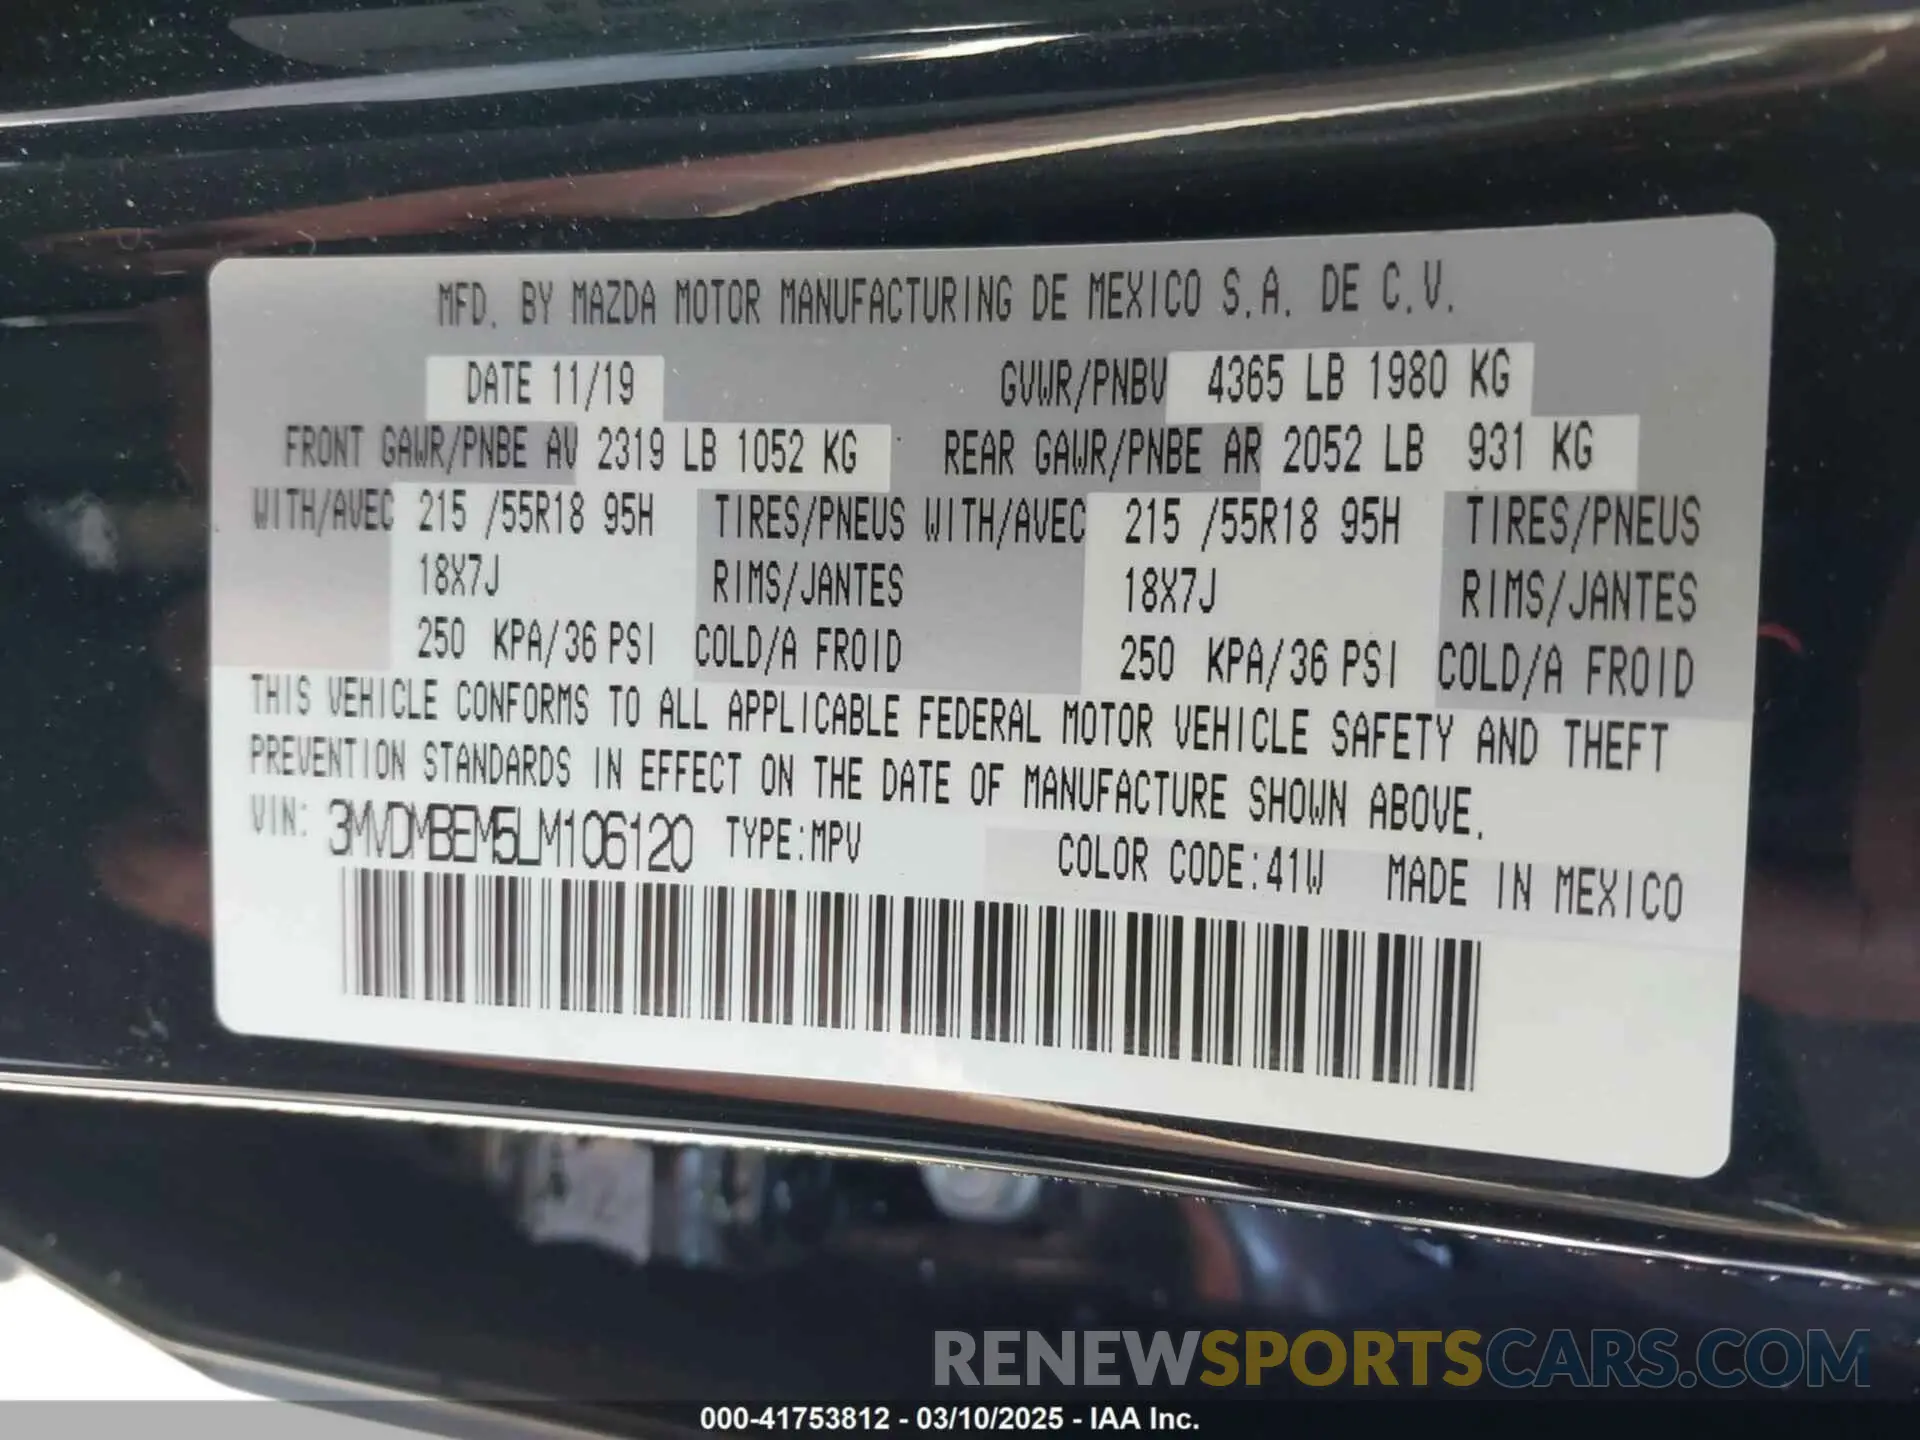 MFD. BY MAZDA MOTOR MANUFACTURING DE MEXICO S.A. DE C.V.
DATE 11/19 GVWR/PNBV 4365 LB 1980 KG
FRONT GAWR/PNBE AV 2319 LB 1052 KG REAR GAWR/PNBE AR 2052 LB 931 KG
WITH/AVEC 215 /55R18 95H TIRES/PNEUS WITH/AVEC 215 /55R18 95H TIRES/PNEUS
18X7J RIMS/JANTES 18X7J RIMS/JANTES
250 KPA/36 PSI COLD/A FROID 250 KPA/36 PSI COLD/A FROID
THIS VEHICLE CONFORMS TO ALL APPLICABLE FEDERAL MOTOR VEHICLE SAFETY AND THEFT
PREVENTION STANDARDS IN EFFECT ON THE DATE OF MANUFACTURE SHOWN ABOVE.
VIN: 3MVDMBEM5LM106120 TYPE:MPV COLOR CODE:41W MADE IN MEXICO
RENEWSPORTSCARS.COM
000-41753812 - 03/10/2025 - IAA Inc.